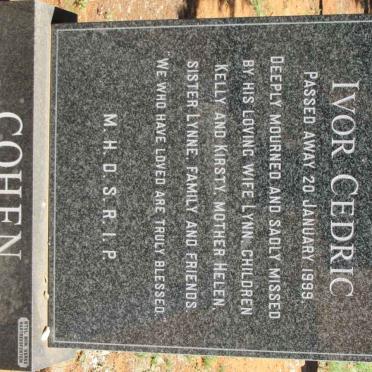 IVOR CEDRIC
PASSED AWAY 20 JANUARY 1999.
DEEPLY MOURNED AND SADLY MISSED
BY HIS LOVING WIFE LYNN, CHILDREN
KELLY AND KIRSTY, MOTHER HELEN,
SISTER LYNNE, FAMILY AND FRIENDS.
WE WHO HAVE LOVED ARE TRULY BLESSED.
M. H. D. S. R. I. P.
COHEN